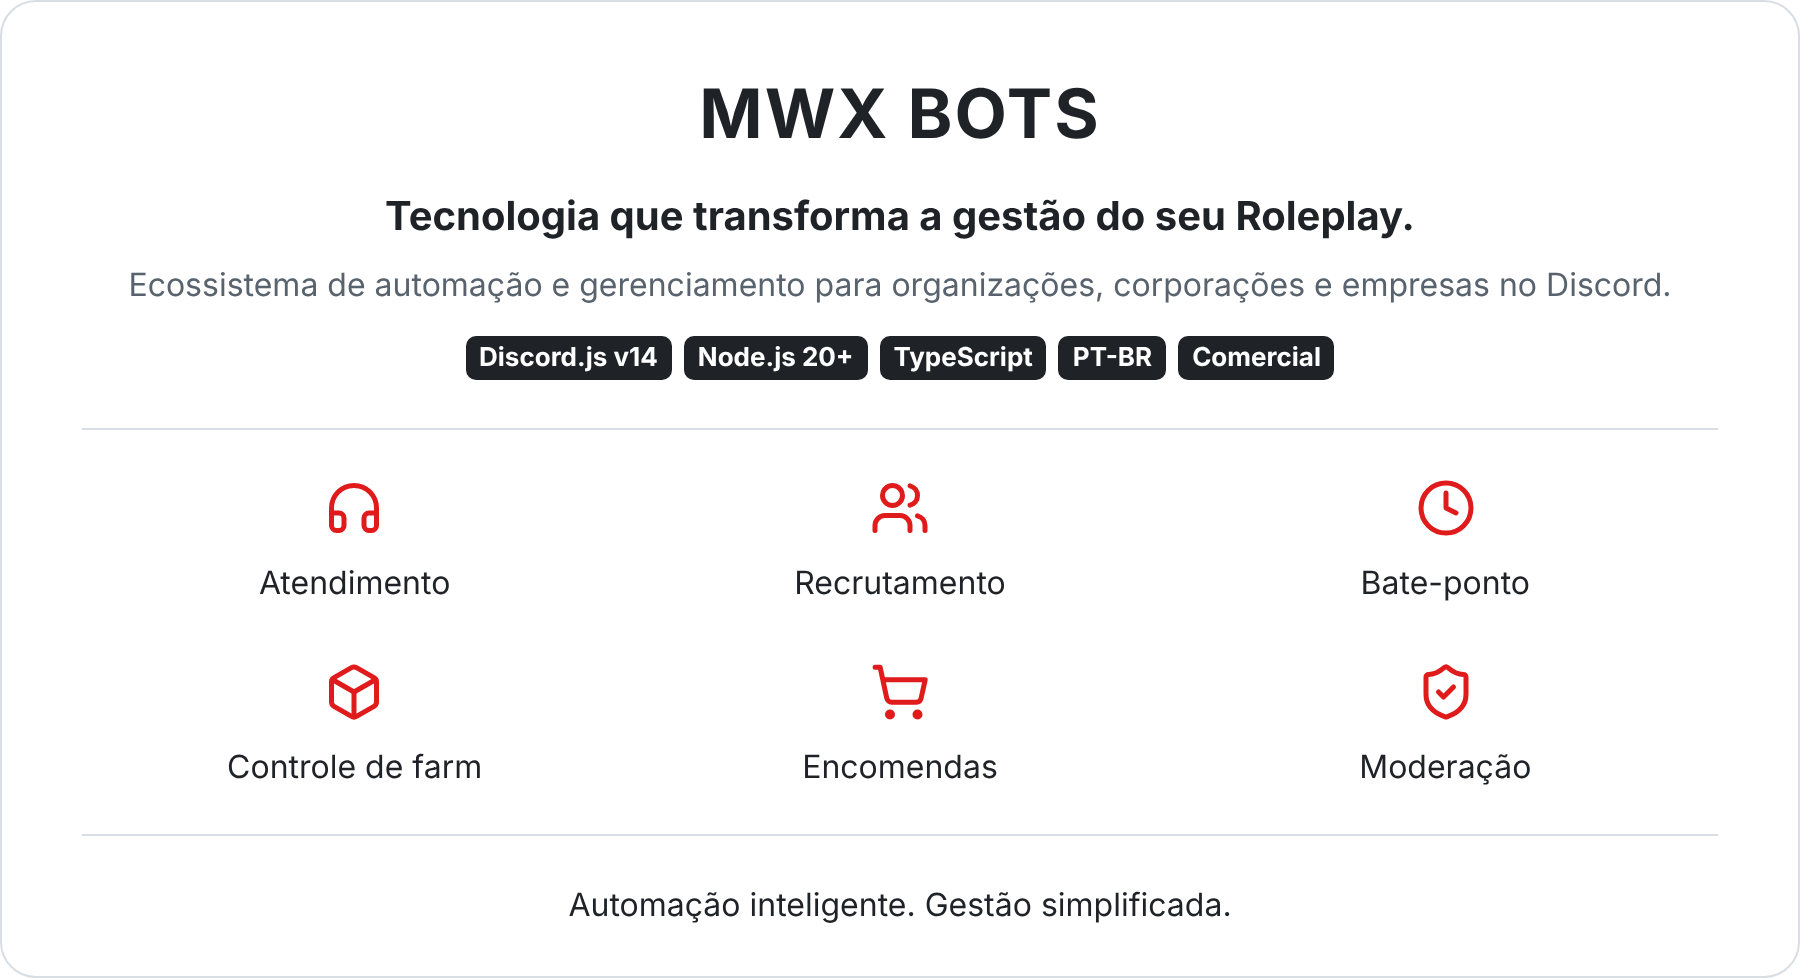 MWX BOTS
Tecnologia que transforma a gestão do seu Roleplay.
Ecossistema de automação e gerenciamento para organizações, corporações e empresas no Discord.
Discord.js v14 Node.js 20+ TypeScript PT-BR Comercial
Atendimento Recrutamento Bate-ponto
Controle de farm Encomendas Moderação
Automação inteligente. Gestão simplificada.